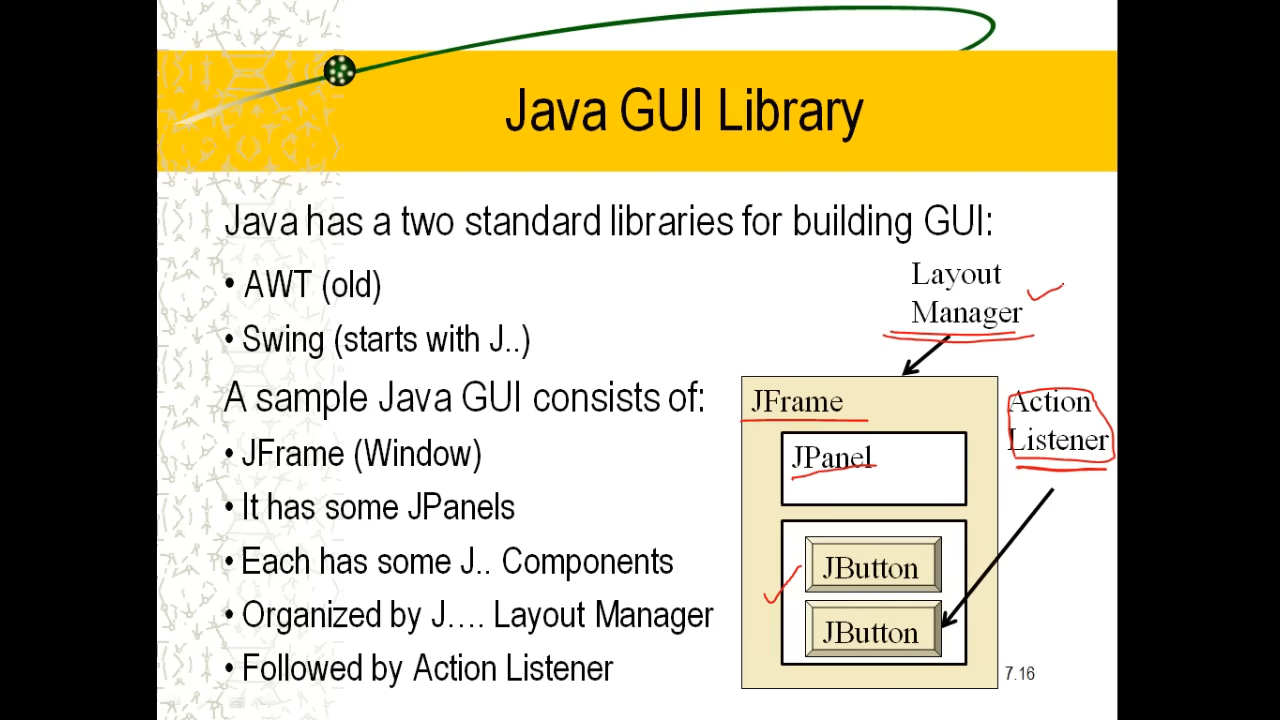 Java GUI Library
Java has a two standard libraries for building GUI:
• AWT (old)
• Swing (starts with J..)
A sample Java GUI consists of:
• JFrame (Window)
• It has some JPanels
• Each has some J.. Components
• Organized by J…. Layout Manager
• Followed by Action Listener
Layout
Manager
JFrame
JPanel
JButton
JButton
Action
Listener
7.16